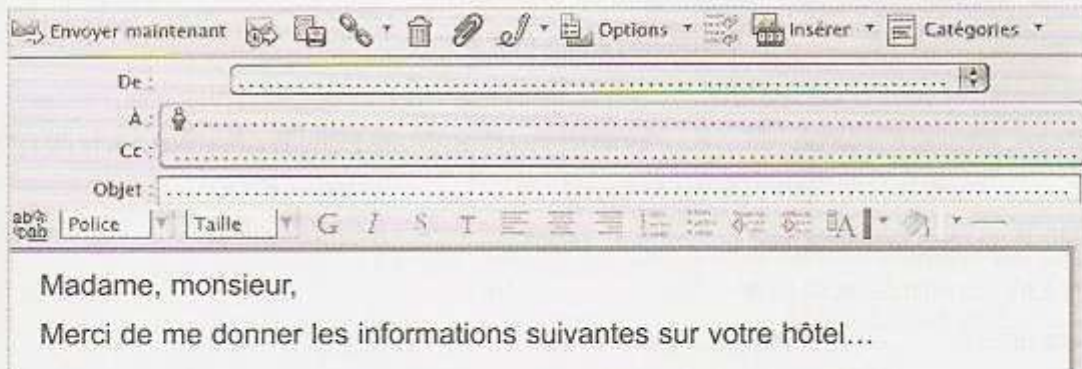 Envoyer maintenant Options Insérer Catégories
De :
À :
Cc :
Objet :
Police Taille G I S T A
Madame, monsieur,
Merci de me donner les informations suivantes sur votre hôtel...